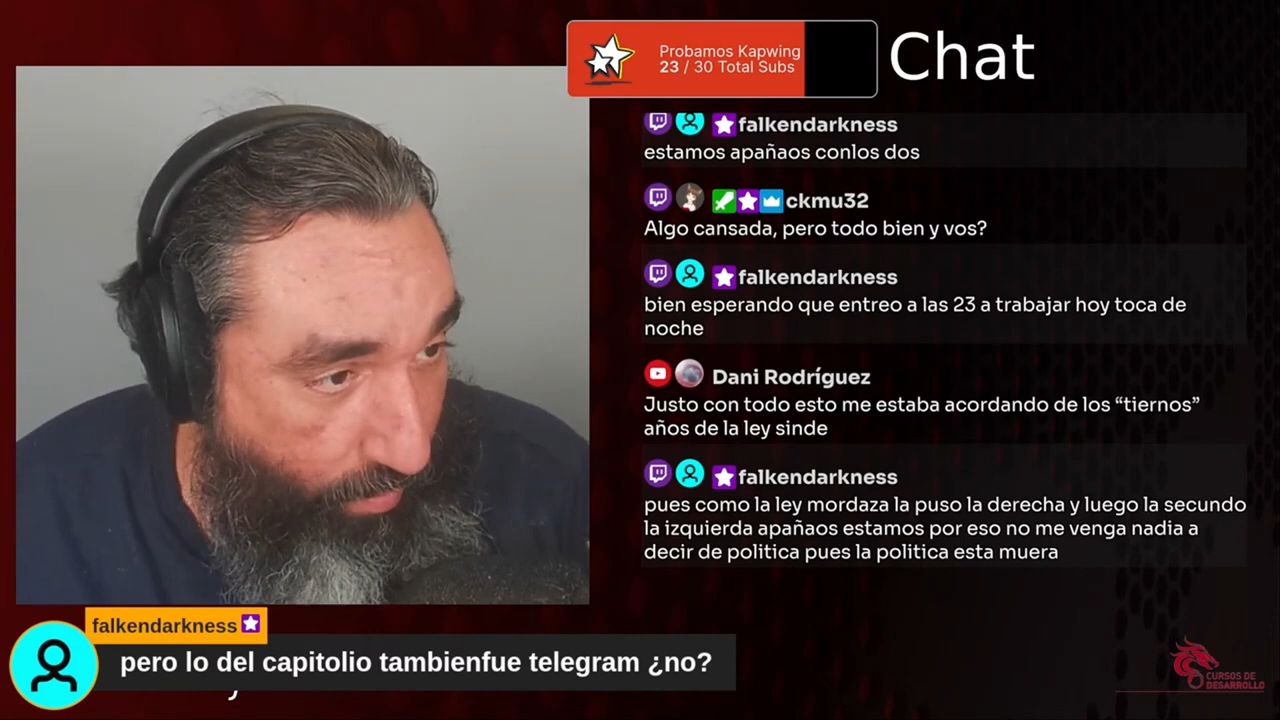 Probamos Kapwing
23 / 30 Total Subs
Chat
falkendarkness
estamos apañaos conlos dos
ckmu32
Algo cansada, pero todo bien y vos?
falkendarkness
bien esperando que entreo a las 23 a trabajar hoy toca de
noche
Dani Rodríguez
Justo con todo esto me estaba acordando de los “tiernos”
años de la ley sinde
falkendarkness
pues como la ley mordaza la puso la derecha y luego la secundo
la izquierda apañaos estamos por eso no me venga nadia a
decir de politica pues la politica esta muera
falkendarkness
pero lo del capitolio tambienfue telegram ¿no?
CURSOS DE
DESARROLLO